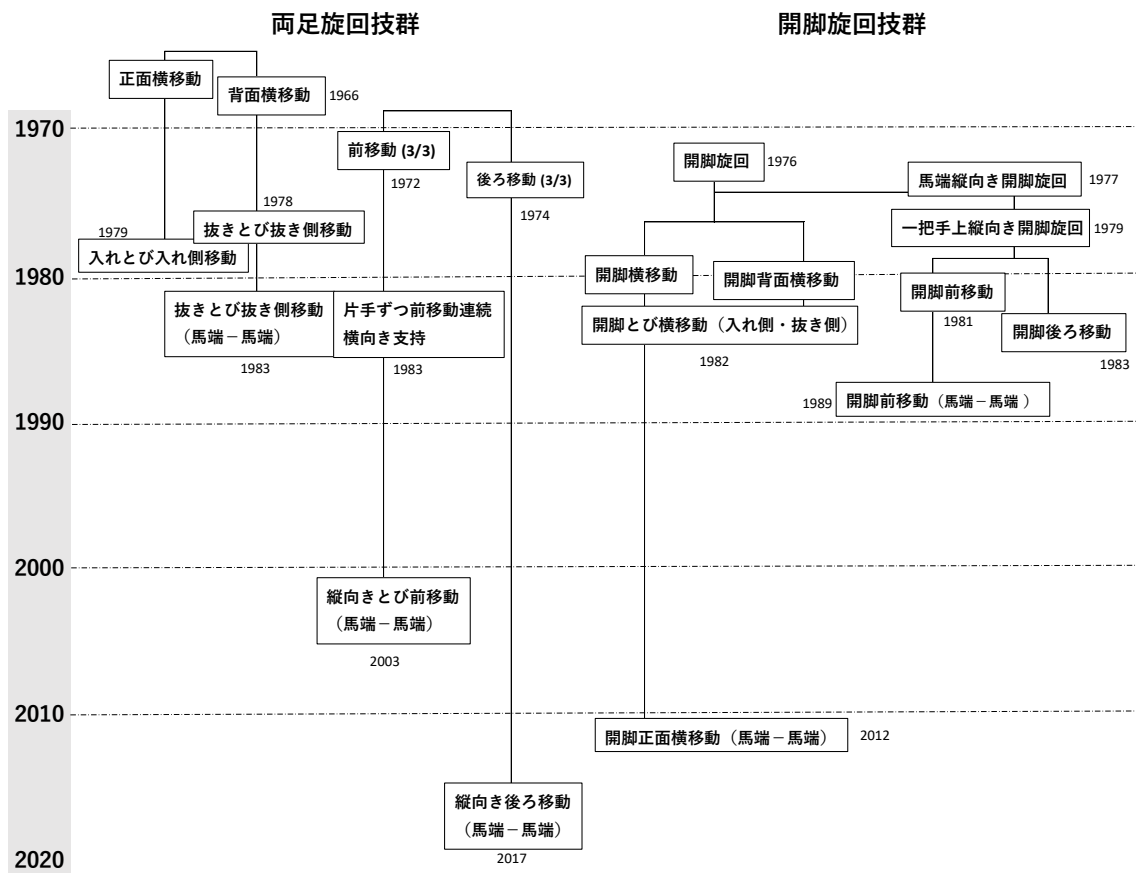 両足旋回技群
開脚旋回技群
正面横移動
背面横移動
1966
1970
前移動 (3/3)
1972
後ろ移動 (3/3)
1974
開脚旋回
1976
馬端縦向き開脚旋回
1977
1978
抜きとび抜き側移動
1979
入れとび入れ側移動
一把手上縦向き開脚旋回
1979
1980
開脚横移動
開脚背面横移動
開脚前移動
1981
抜きとび抜き側移動
(馬端－馬端)
1983
片手ずつ前移動連続
横向き支持
1983
開脚とび横移動（入れ側・抜き側）
1982
開脚後ろ移動
1983
1989
開脚前移動（馬端－馬端 ）
1990
2000
縦向きとび前移動
（馬端－馬端）
2003
2010
開脚正面横移動（馬端－馬端）
2012
縦向き後ろ移動
（馬端－馬端）
2017
2020